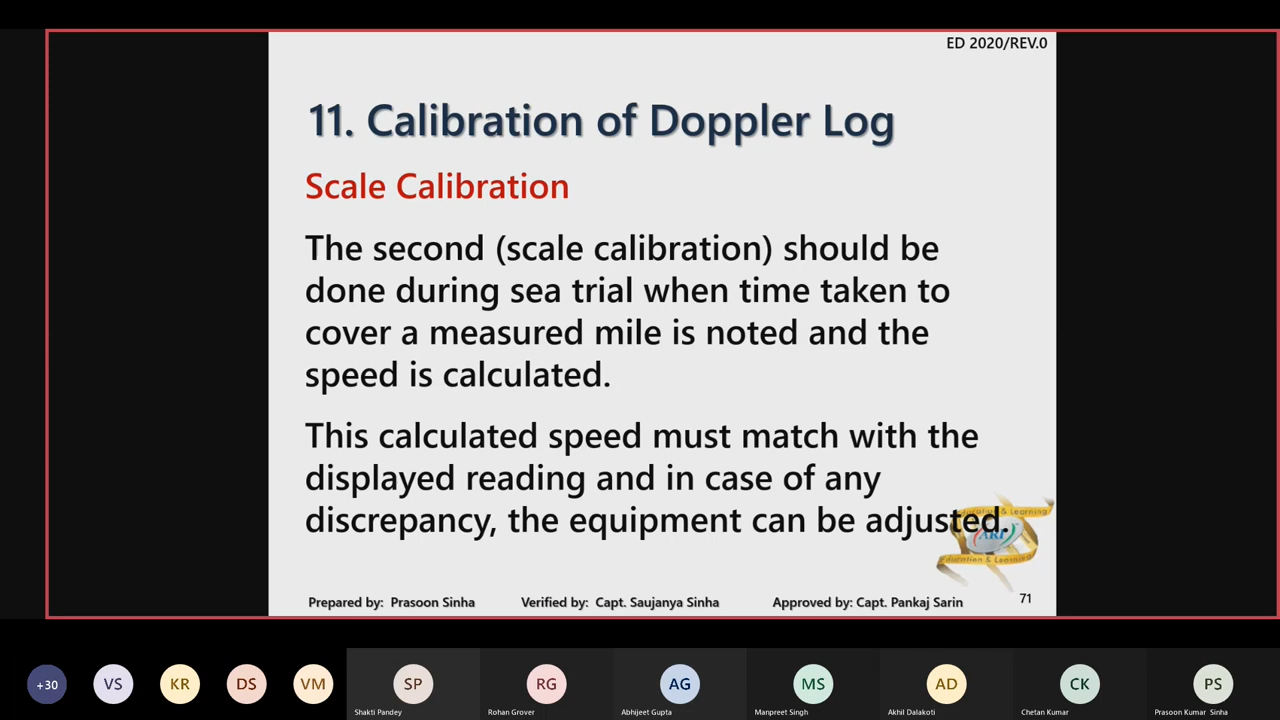 ED 2020/REV.0
11. Calibration of Doppler Log
Scale Calibration
The second (scale calibration) should be
done during sea trial when time taken to
cover a measured mile is noted and the
speed is calculated.
This calculated speed must match with the
displayed reading and in case of any
discrepancy, the equipment can be adjusted.
Education & Learning
ARI
Education & Learning
Prepared by: Prasoon Sinha
Verified by: Capt. Saujanya Sinha
Approved by: Capt. Pankaj Sarin
71
+30
VS
KR
DS
VM
SP
RG
AG
MS
AD
CK
PS
Shakti Pandey
Rohan Grover
Abhijeet Gupta
Manpreet Singh
Akhil Dalakoti
Chetan Kumar
Prasoon Kumar Sinha